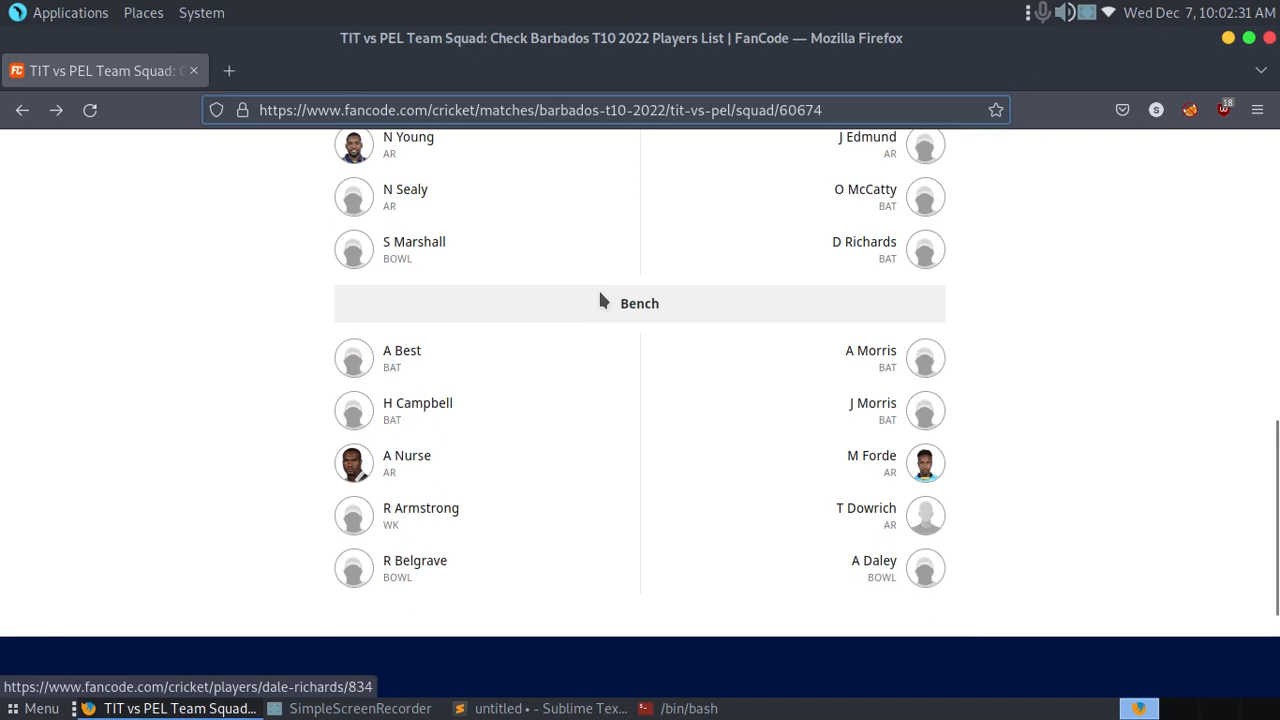 Applications Places System Wed Dec 7, 10:02:31 AM
TIT vs PEL Team Squad: Check Barbados T10 2022 Players List | FanCode — Mozilla Firefox
FC TIT vs PEL Team Squad: C
https://www.fancode.com/cricket/matches/barbados-t10-2022/tit-vs-pel/squad/60674
S
18
N Young
AR
J Edmund
AR
N Sealy
AR
O McCatty
BAT
S Marshall
BOWL
D Richards
BAT
Bench
A Best
BAT
A Morris
BAT
H Campbell
BAT
J Morris
BAT
A Nurse
AR
M Forde
AR
R Armstrong
WK
T Dowrich
AR
R Belgrave
BOWL
A Daley
BOWL
https://www.fancode.com/cricket/players/dale-richards/834
Menu TIT vs PEL Team Squad... SimpleScreenRecorder untitled • - Sublime Tex... /bin/bash